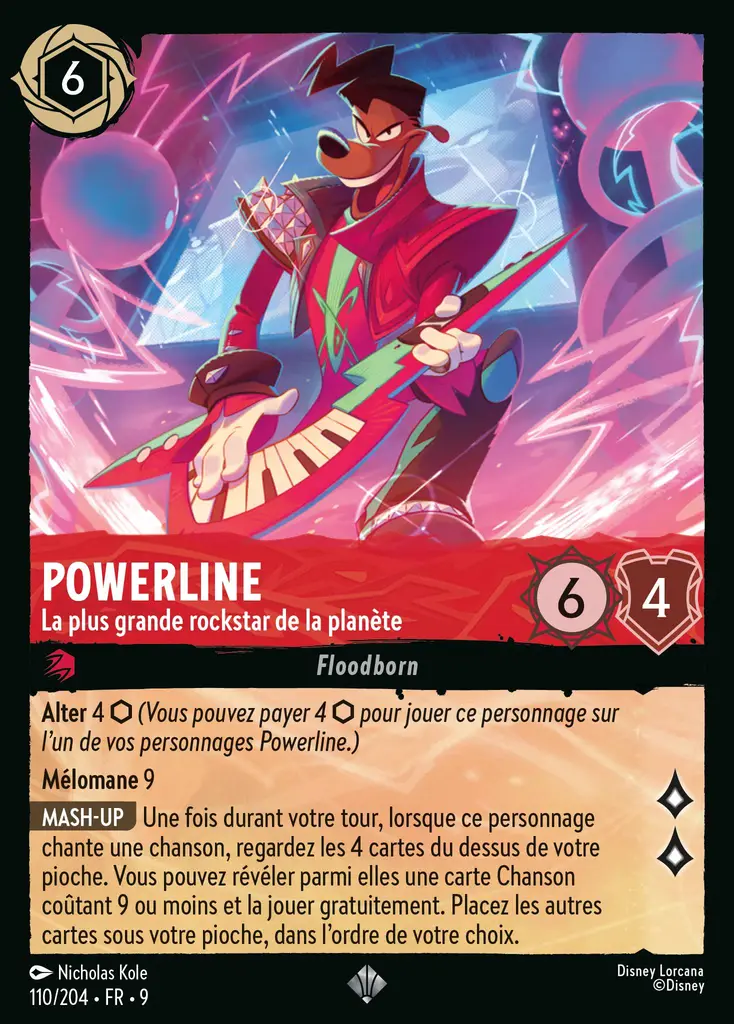 6
POWERLINE
La plus grande rockstar de la planète
6
4
Floodborn
Alter 4 ⬡ (Vous pouvez payer 4 ⬡ pour jouer ce personnage sur
l'un de vos personnages Powerline.)
Mélomane 9
MASH-UP Une fois durant votre tour, lorsque ce personnage
chante une chanson, regardez les 4 cartes du dessus de votre
pioche. Vous pouvez révéler parmi elles une carte Chanson
coûtant 9 ou moins et la jouer gratuitement. Placez les autres
cartes sous votre pioche, dans l'ordre de votre choix.
Nicholas Kole
110/204 • FR • 9
Disney Lorcana
©Disney